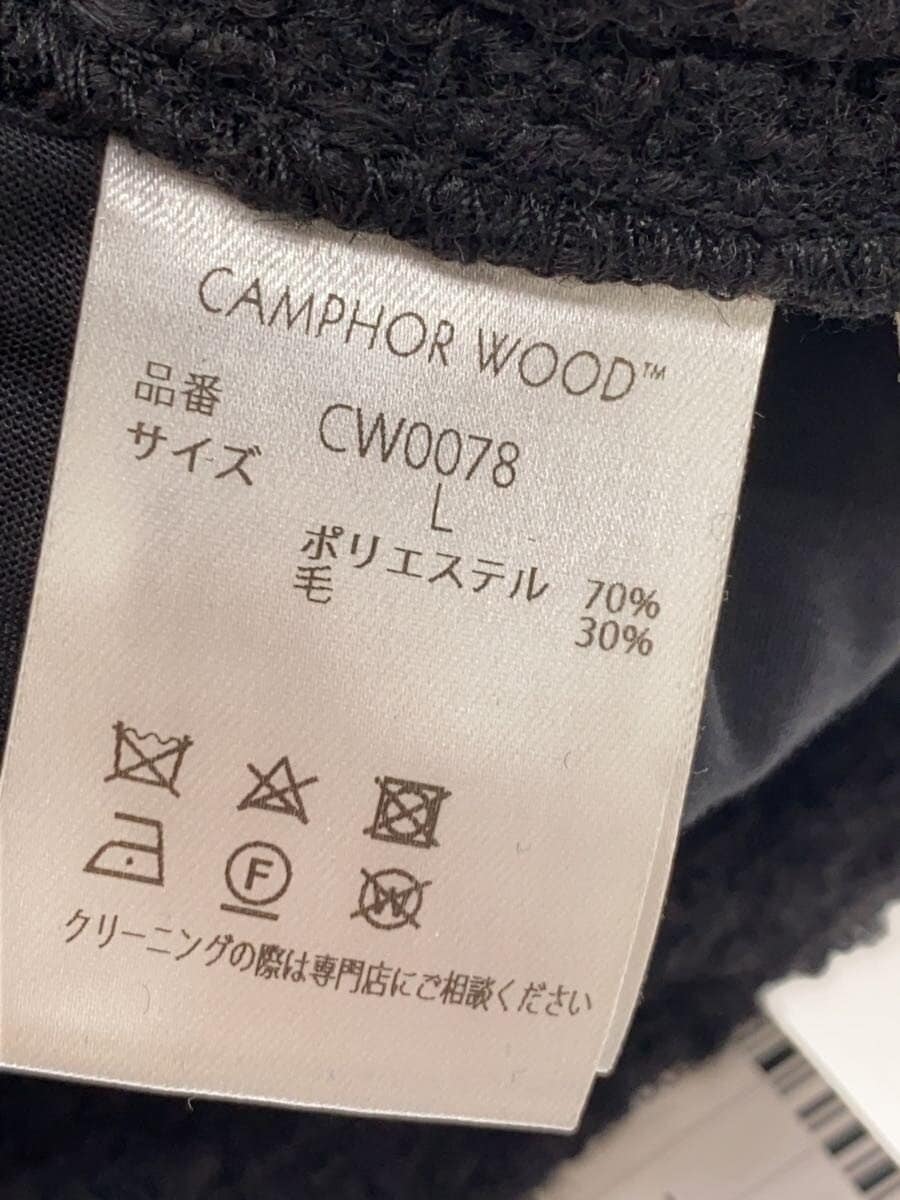 CAMPHOR WOOD™
品番 CW0078
サイズ L
ポリエステル 70%
毛 30%
F
W
クリーニングの際は専門店にご相談ください